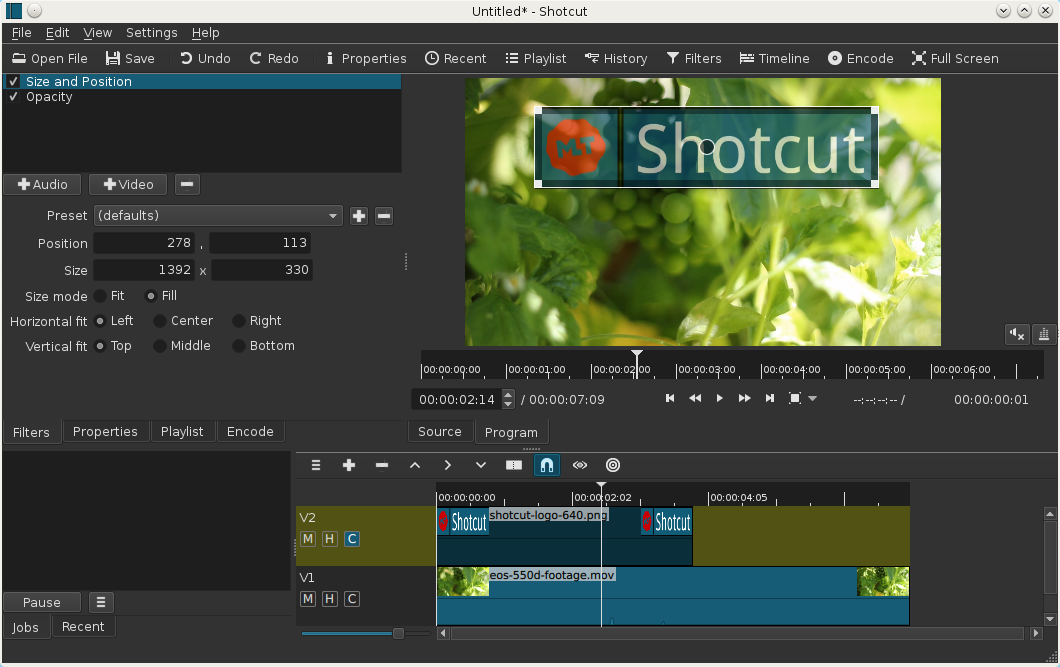 Untitled* - Shotcut
File Edit View Settings Help
Open File Save Undo Redo Properties Recent Playlist History Filters Timeline Encode Full Screen
Size and Position
Opacity
MLT Shotcut
Audio Video
Preset (defaults)
Position 278 , 113
Size 1392 x 330
Size mode Fit Fill
Horizontal fit Left Center Right
Vertical fit Top Middle Bottom
00:00:00:00 00:00:01:00 00:00:02:00 00:00:03:00 00:00:04:00 00:00:05:00 00:00:06:00
00:00:02:14 / 00:00:07:09 --:--:--:-- / 00:00:00:01
Filters Properties Playlist Encode
Source Program
00:00:00:00 00:00:02:02 00:00:04:05
V2
Shotcut shotcut-logo-640.png Shotcut
M H C
V1
eos-550d-footage.mov
M H C
Pause
Jobs Recent